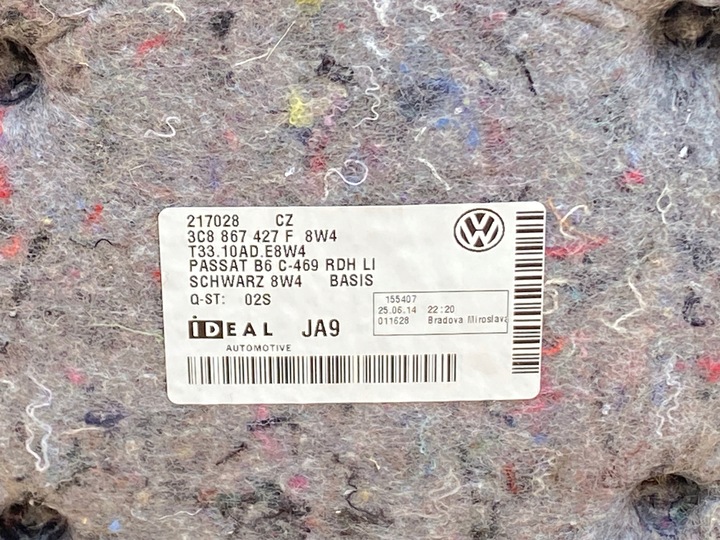 217028 CZ
3C8 867 427 F 8W4
T33.10AD.E8W4
PASSAT B6 C-469 RDH LI
SCHWARZ 8W4 BASIS
Q-ST: 02S
155407
25.06.14 22:20
011628 Bradova Miroslava
iDEAL JA9
AUTOMOTIVE